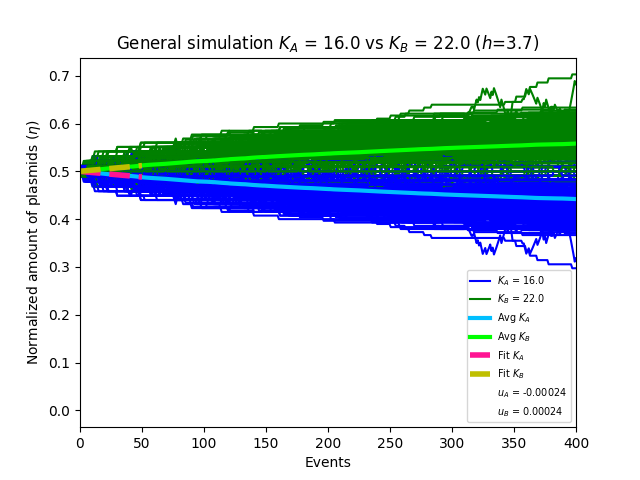 General simulation K_A = 16.0 vs K_B = 22.0 (h=3.7)
Normalized amount of plasmids (η)
0.7
0.6
0.5
0.4
0.3
0.2
0.1
0.0
K_A = 16.0
K_B = 22.0
Avg K_A
Avg K_B
Fit K_A
Fit K_B
u_A = -0.00024
u_B = 0.00024
0 50 100 150 200 250 300 350 400
Events